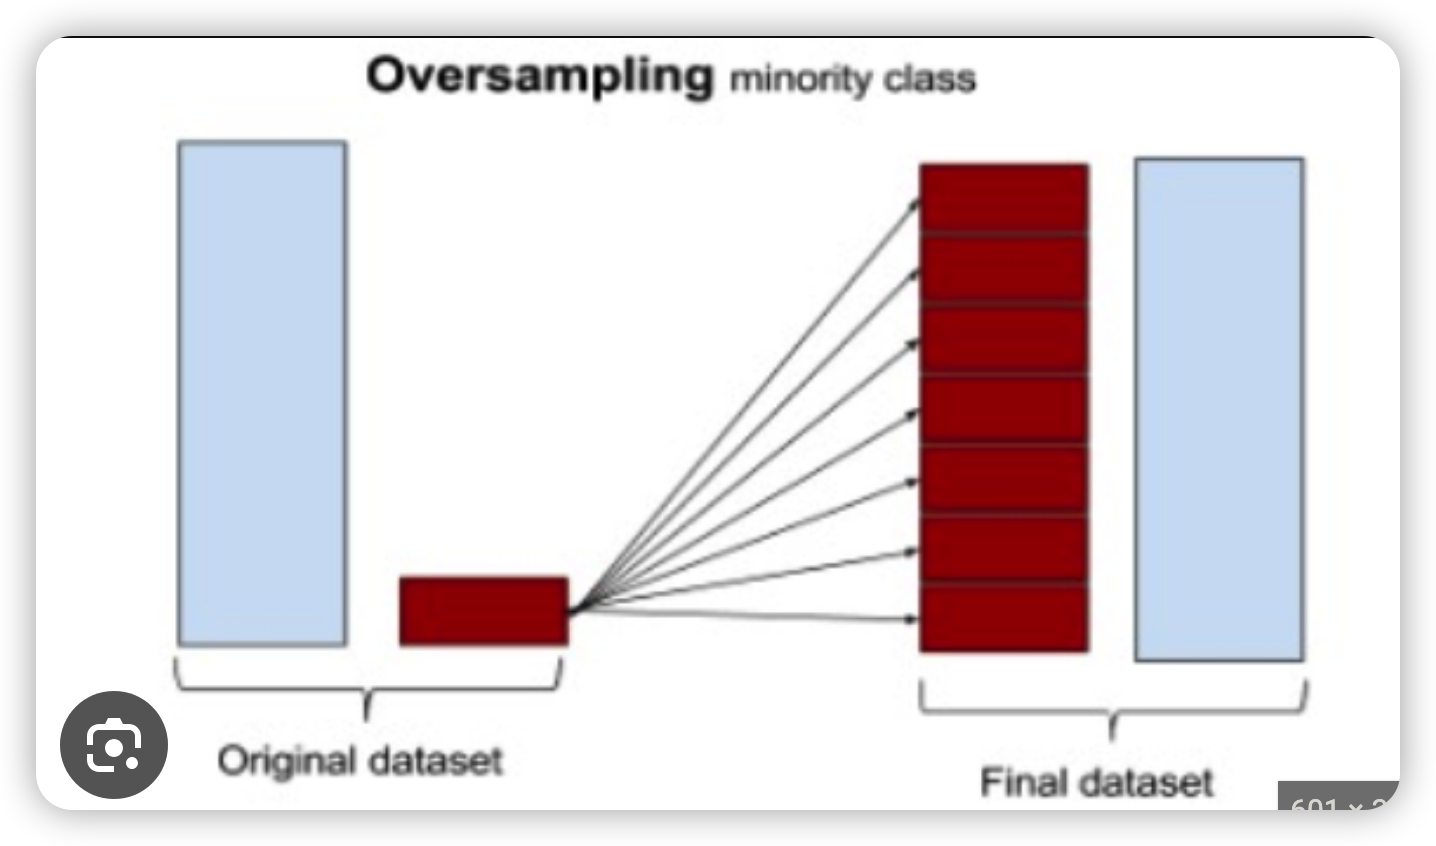 Oversampling minority class
Original dataset
Final dataset